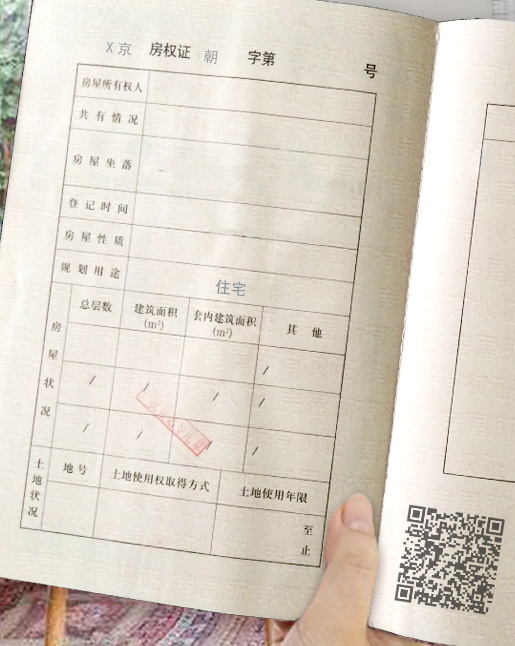 X 京 房权证 朝 字第 号
房屋所有权人
共有情况
房屋坐落
登记时间
房屋性质
规划用途 住宅
房屋状况 总层数 建筑面积(m²) 套内建筑面积(m²) 其他
/
/ / / /
/ / /
土地状况 地号 土地使用权取得方式 土地使用年限
至
止